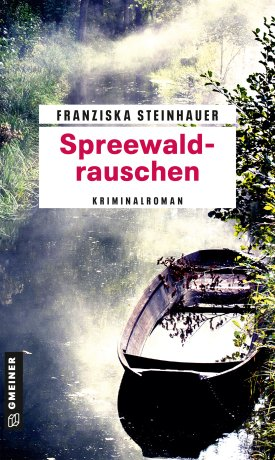 FRANZISKA STEINHAUER
Spreewald-
rauschen
KRIMINALROMAN
GMEINER